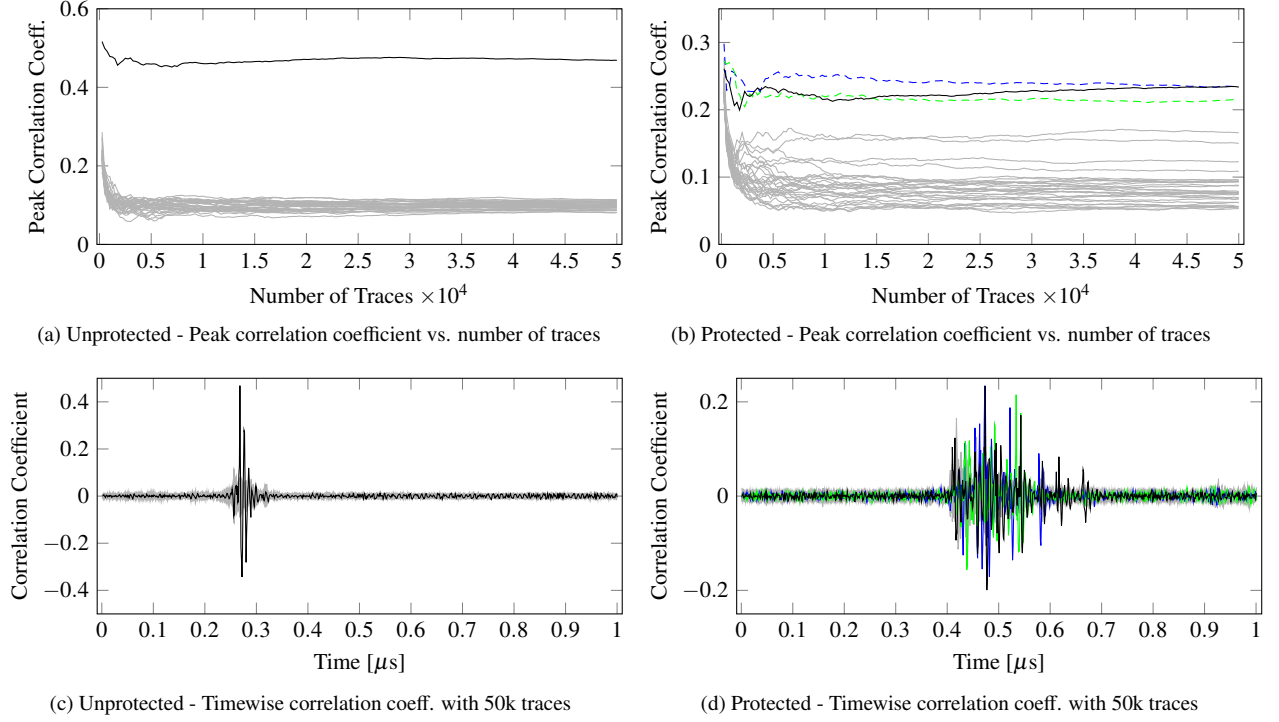 0.6
0.4
0.2
0
Peak Correlation Coeff.
0 0.5 1 1.5 2 2.5 3 3.5 4 4.5 5
Number of Traces ×10⁴
(a) Unprotected - Peak correlation coefficient vs. number of traces
0.3
0.2
0.1
0
Peak Correlation Coeff.
0 0.5 1 1.5 2 2.5 3 3.5 4 4.5 5
Number of Traces ×10⁴
(b) Protected - Peak correlation coefficient vs. number of traces
0.4
0.2
0
−0.2
−0.4
Correlation Coefficient
0 0.1 0.2 0.3 0.4 0.5 0.6 0.7 0.8 0.9 1
Time [μs]
(c) Unprotected - Timewise correlation coeff. with 50k traces
0.2
0
−0.2
Correlation Coefficient
0 0.1 0.2 0.3 0.4 0.5 0.6 0.7 0.8 0.9 1
Time [μs]
(d) Protected - Timewise correlation coeff. with 50k traces